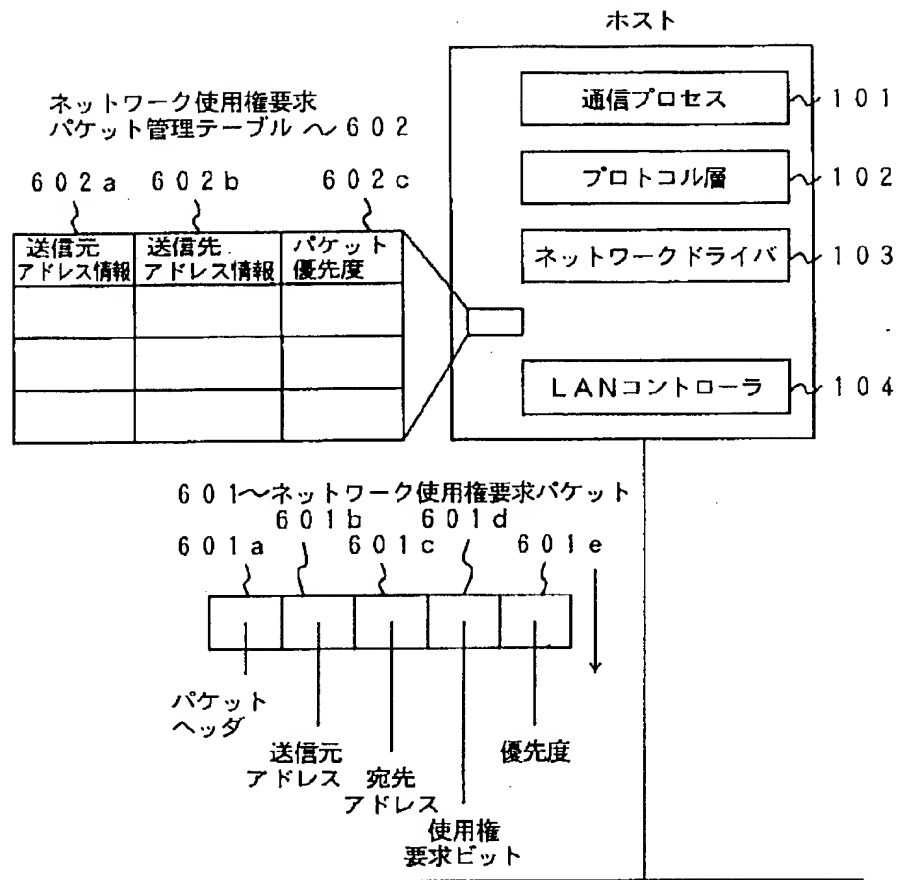 ホスト
通信プロセス 〜 101
プロトコル層 〜 102
ネットワークドライバ 〜 103
LANコントローラ 〜 104
ネットワーク使用権要求
パケット管理テーブル 〜 602
602a 602b 602c
送信元
アドレス情報
送信先
アドレス情報
パケット
優先度
601〜ネットワーク使用権要求パケット
601b 601d
601a 601c 601e
パケット
ヘッダ
送信元
アドレス
宛先
アドレス
使用権
要求ビット
優先度